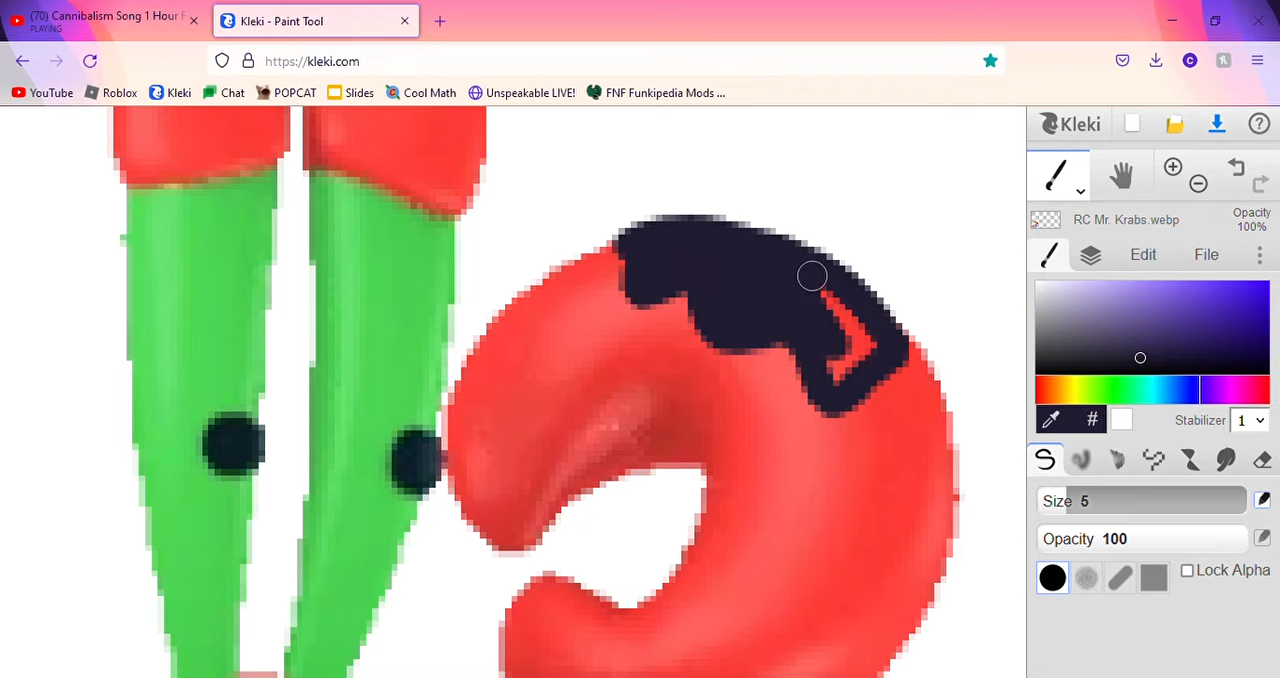 (70) Cannibalism Song 1 Hour
PLAYING
Kleki - Paint Tool
https://kleki.com
YouTube Roblox Kleki Chat POPCAT Slides Cool Math Unspeakable LIVE! FNF Funkipedia Mods ...
Kleki
RC Mr. Krabs.webp
Opacity
100%
Edit
File
#
Stabilizer 1
Size 5
Opacity 100
Lock Alpha